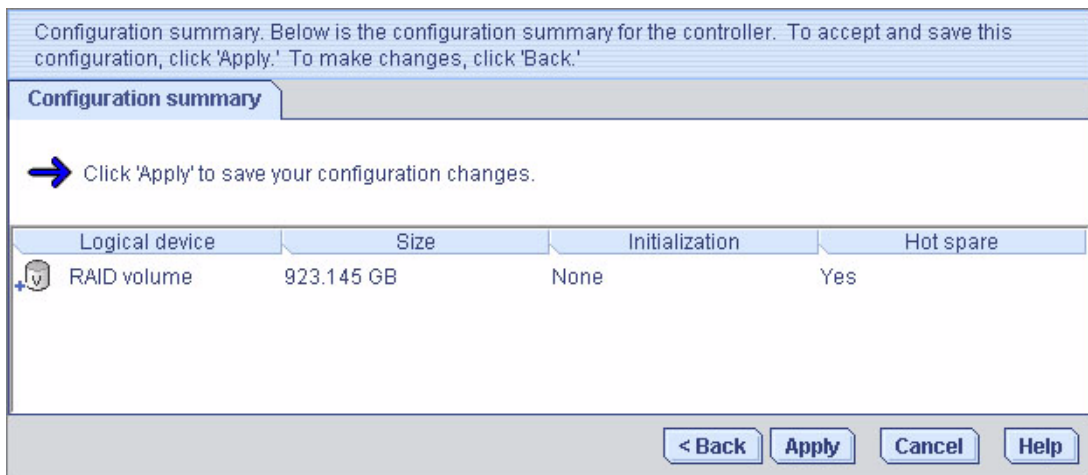 Configuration summary. Below is the configuration summary for the controller. To accept and save this
configuration, click 'Apply.' To make changes, click 'Back.'
Configuration summary
Click 'Apply' to save your configuration changes.
Logical device Size Initialization Hot spare
v RAID volume 923.145 GB None Yes
< Back Apply Cancel Help